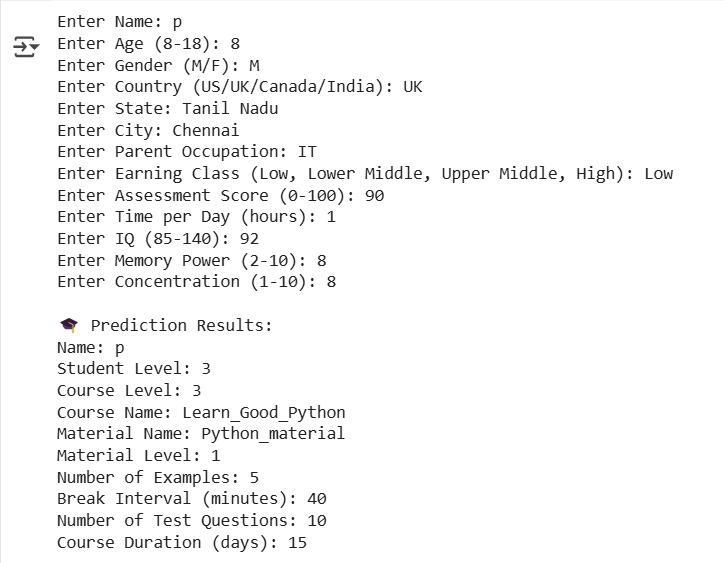 Enter Name: p
Enter Age (8-18): 8
Enter Gender (M/F): M
Enter Country (US/UK/Canada/India): UK
Enter State: Tanil Nadu
Enter City: Chennai
Enter Parent Occupation: IT
Enter Earning Class (Low, Lower Middle, Upper Middle, High): Low
Enter Assessment Score (0-100): 90
Enter Time per Day (hours): 1
Enter IQ (85-140): 92
Enter Memory Power (2-10): 8
Enter Concentration (1-10): 8
🎓 Prediction Results:
Name: p
Student Level: 3
Course Level: 3
Course Name: Learn_Good_Python
Material Name: Python_material
Material Level: 1
Number of Examples: 5
Break Interval (minutes): 40
Number of Test Questions: 10
Course Duration (days): 15